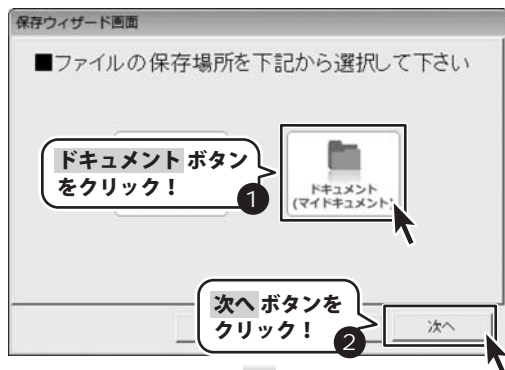 保存ウィザード画面
■ファイルの保存場所を下記から選択して下さい
ドキュメント ボタン
をクリック！
1
ドキュメント
(マイドキュメント)
次へ ボタンを
クリック！
2
次へ